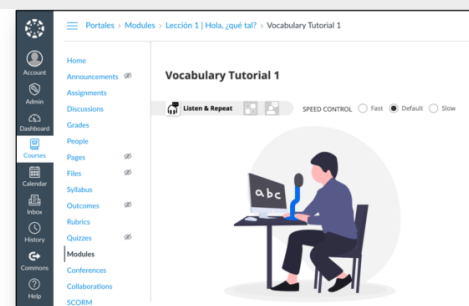 Portales > Modules > Lección 1 | Hola, ¿qué tal? > Vocabulary Tutorial 1
Account
Admin
Dashboard
Courses
Calendar
Inbox
History
Commons
Help
Home
Announcements
Assignments
Discussions
Grades
People
Pages
Files
Syllabus
Outcomes
Rubrics
Quizzes
Modules
Conferences
Collaborations
SCORM
Vocabulary Tutorial 1
Listen & Repeat
SPEED CONTROL Fast Default Slow
abc